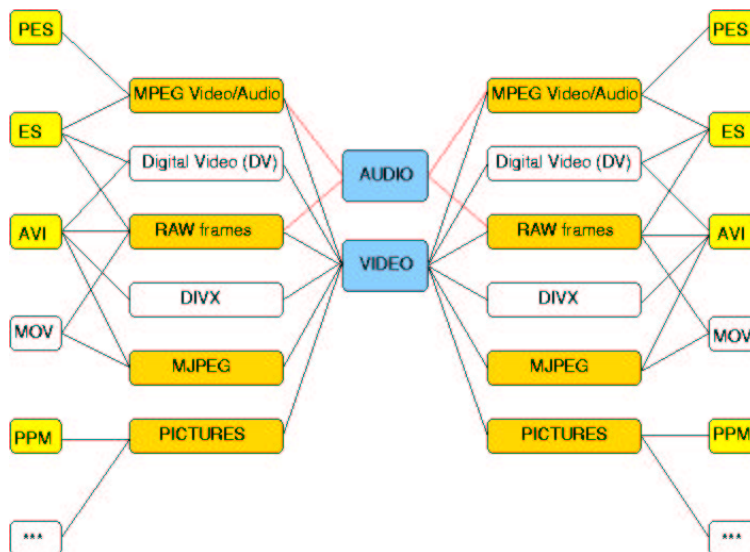 PES
PES
MPEG Video/Audio
MPEG Video/Audio
ES
ES
Digital Video (DV)
AUDIO
Digital Video (DV)
AVI
RAW frames
RAW frames
AVI
VIDEO
DIVX
DIVX
MOV
MOV
MJPEG
MJPEG
PPM
PICTURES
PICTURES
PPM
***
***